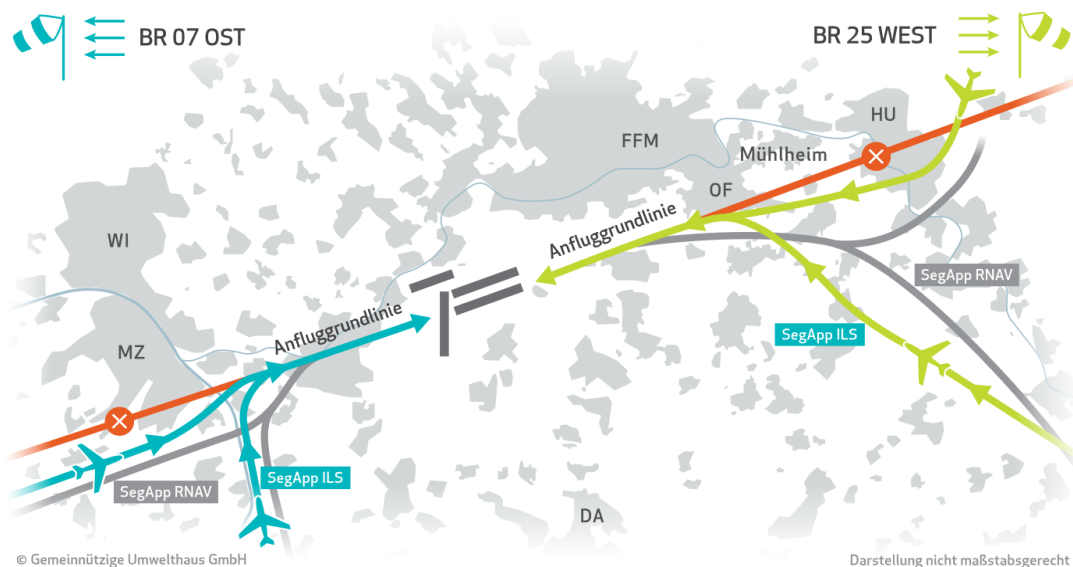 BR 07 OST
BR 25 WEST
HU
FFM
Mühlheim
OF
Anfluggrundlinie
WI
SegApp RNAV
Anfluggrundlinie
SegApp ILS
MZ
SegApp ILS
SegApp RNAV
DA
© Gemeinnützige Umwelthaus GmbH
Darstellung nicht maßstabsgerecht